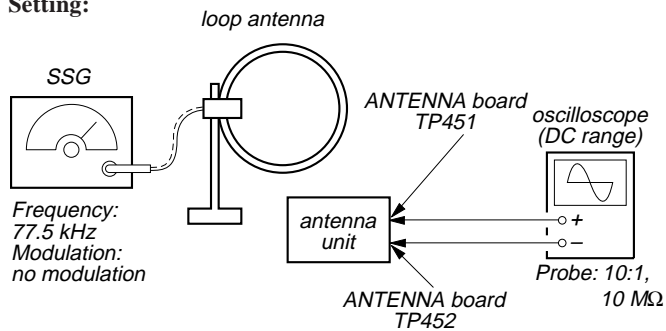 Setting:
loop antenna
SSG
ANTENNA board
TP451
oscilloscope
(DC range)
Frequency:
77.5 kHz
Modulation:
no modulation
antenna
unit
+
–
Probe: 10:1,
10 MΩ
ANTENNA board
TP452